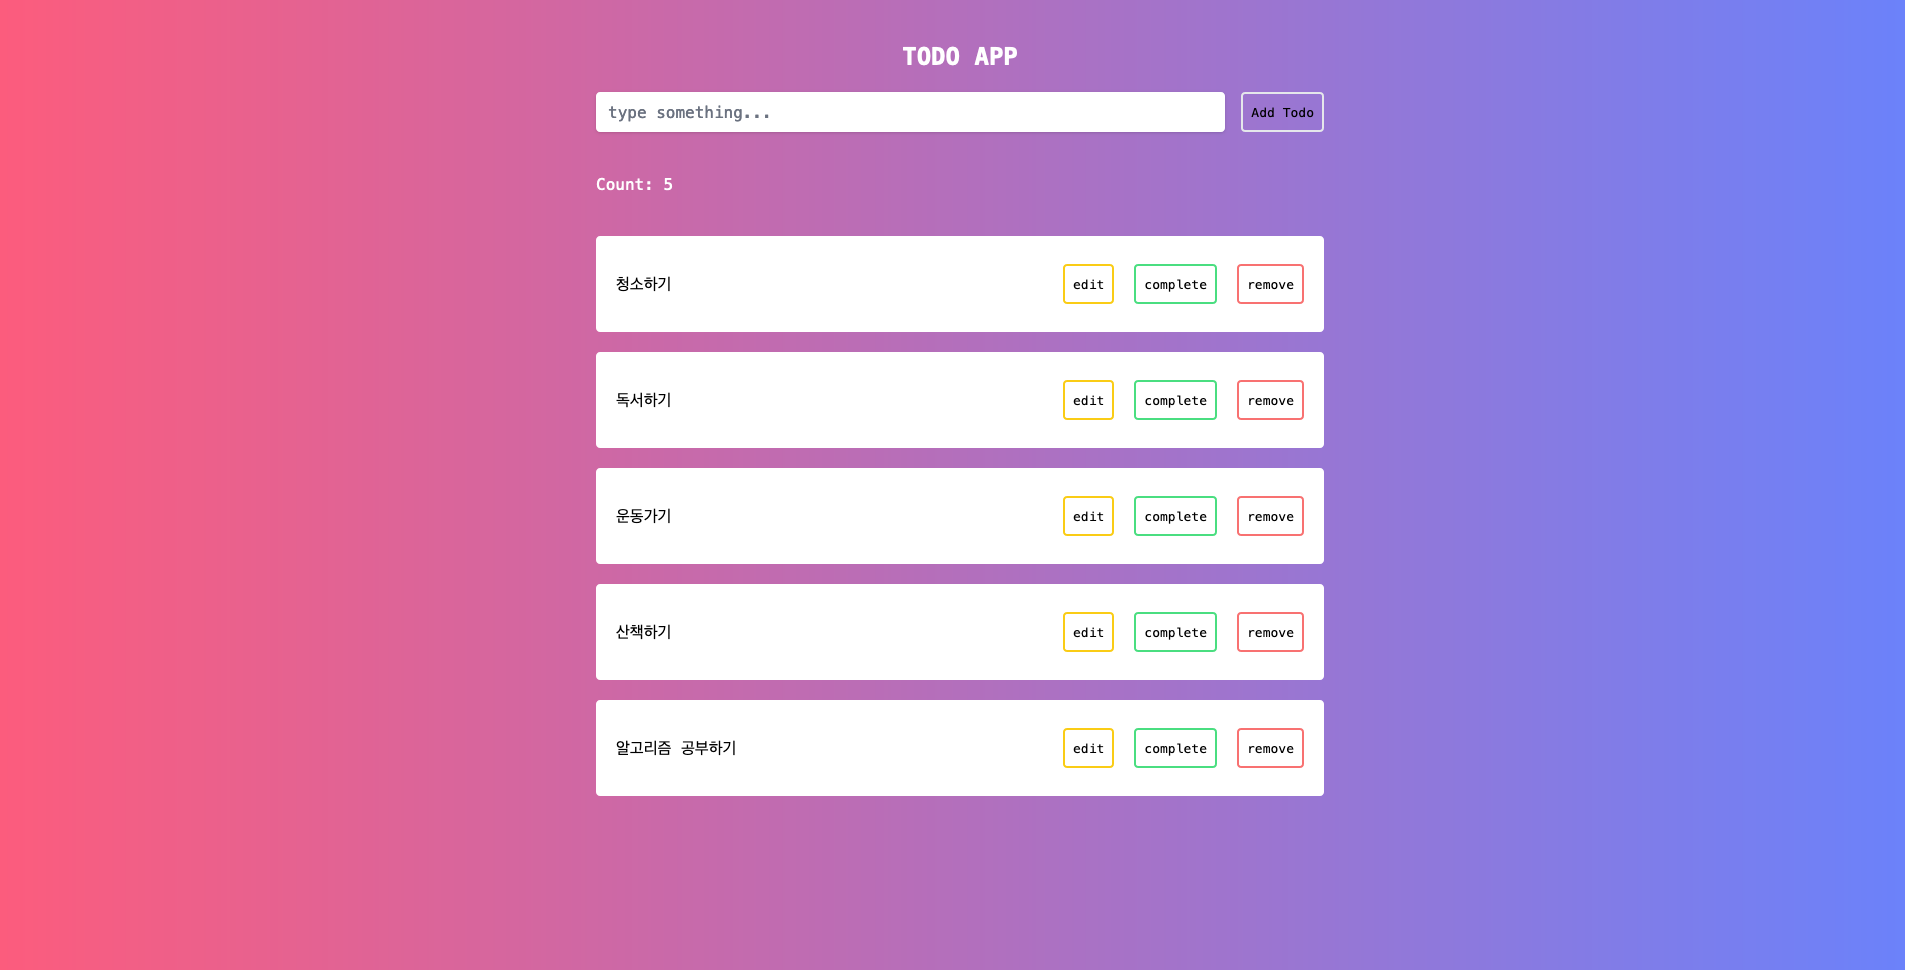 TODO APP
type something...
Add Todo
Count: 5
청소하기
edit
complete
remove
독서하기
edit
complete
remove
운동가기
edit
complete
remove
산책하기
edit
complete
remove
알고리즘 공부하기
edit
complete
remove